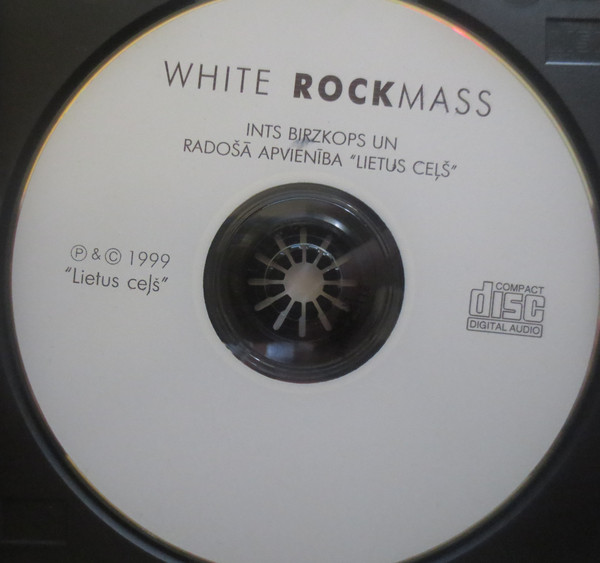 WHITE ROCKMASS
INTS BIRZKOPS UN
RADOŠĀ APVIENĪBA "LIETUS CEĻŠ"
Ⓟ & © 1999
"Lietus ceļš"
COMPACT
disc
DIGITAL AUDIO